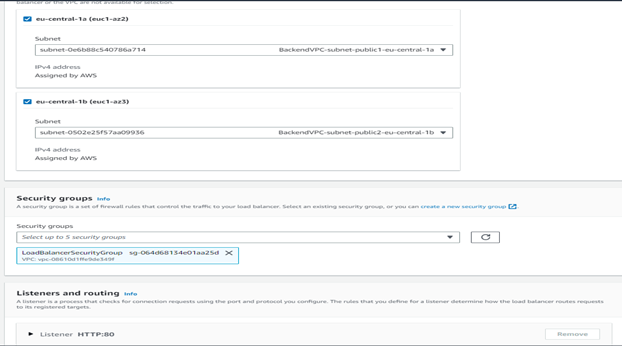 balancer or the VPC are not available for selection.
eu-central-1a (euc1-az2)
Subnet
subnet-0e6b88c540786a714 BackendVPC-subnet-public1-eu-central-1a
IPv4 address
Assigned by AWS
eu-central-1b (euc1-az3)
Subnet
subnet-0502e25f57aa09936 BackendVPC-subnet-public2-eu-central-1b
IPv4 address
Assigned by AWS
Security groups Info
A security group is a set of firewall rules that control the traffic to your load balancer. Select an existing security group, or you can create a new security group
Security groups
Select up to 5 security groups
LoadBalancerSecurityGroup sg-064d68134e01aa25d X
VPC: vpc-08610d1ffe9de349f
Listeners and routing Info
A listener is a process that checks for connection requests using the port and protocol you configure. The rules that you define for a listener determine how the load balancer routes requests
to its registered targets.
Listener HTTP:80 Remove